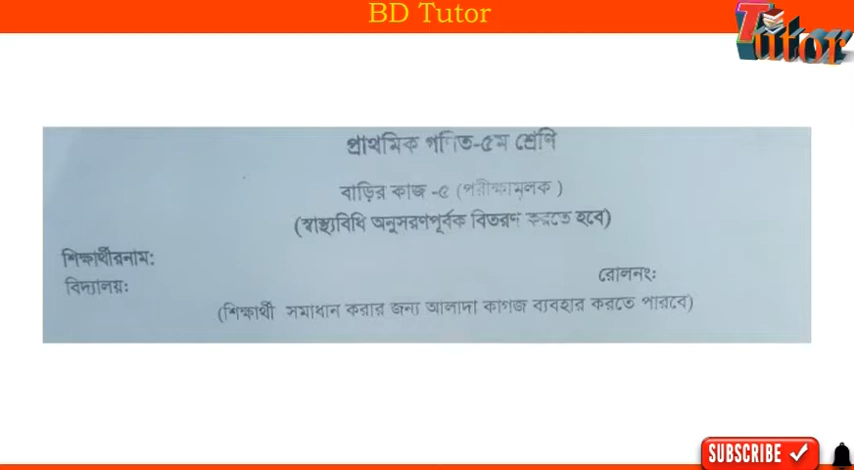 BD Tutor
Tutor
প্রাথমিক গণিত-৫ম শ্রেণি
বাড়ির কাজ -৫ (পরীক্ষামূলক )
(স্বাস্থ্যবিধি অনুসরণপূর্বক বিতরণ করতে হবে)
শিক্ষার্থীরনাম:
রোলনং:
বিদ্যালয়:
(শিক্ষার্থী সমাধান করার জন্য আলাদা কাগজ ব্যবহার করতে পারবে)
SUBSCRIBE